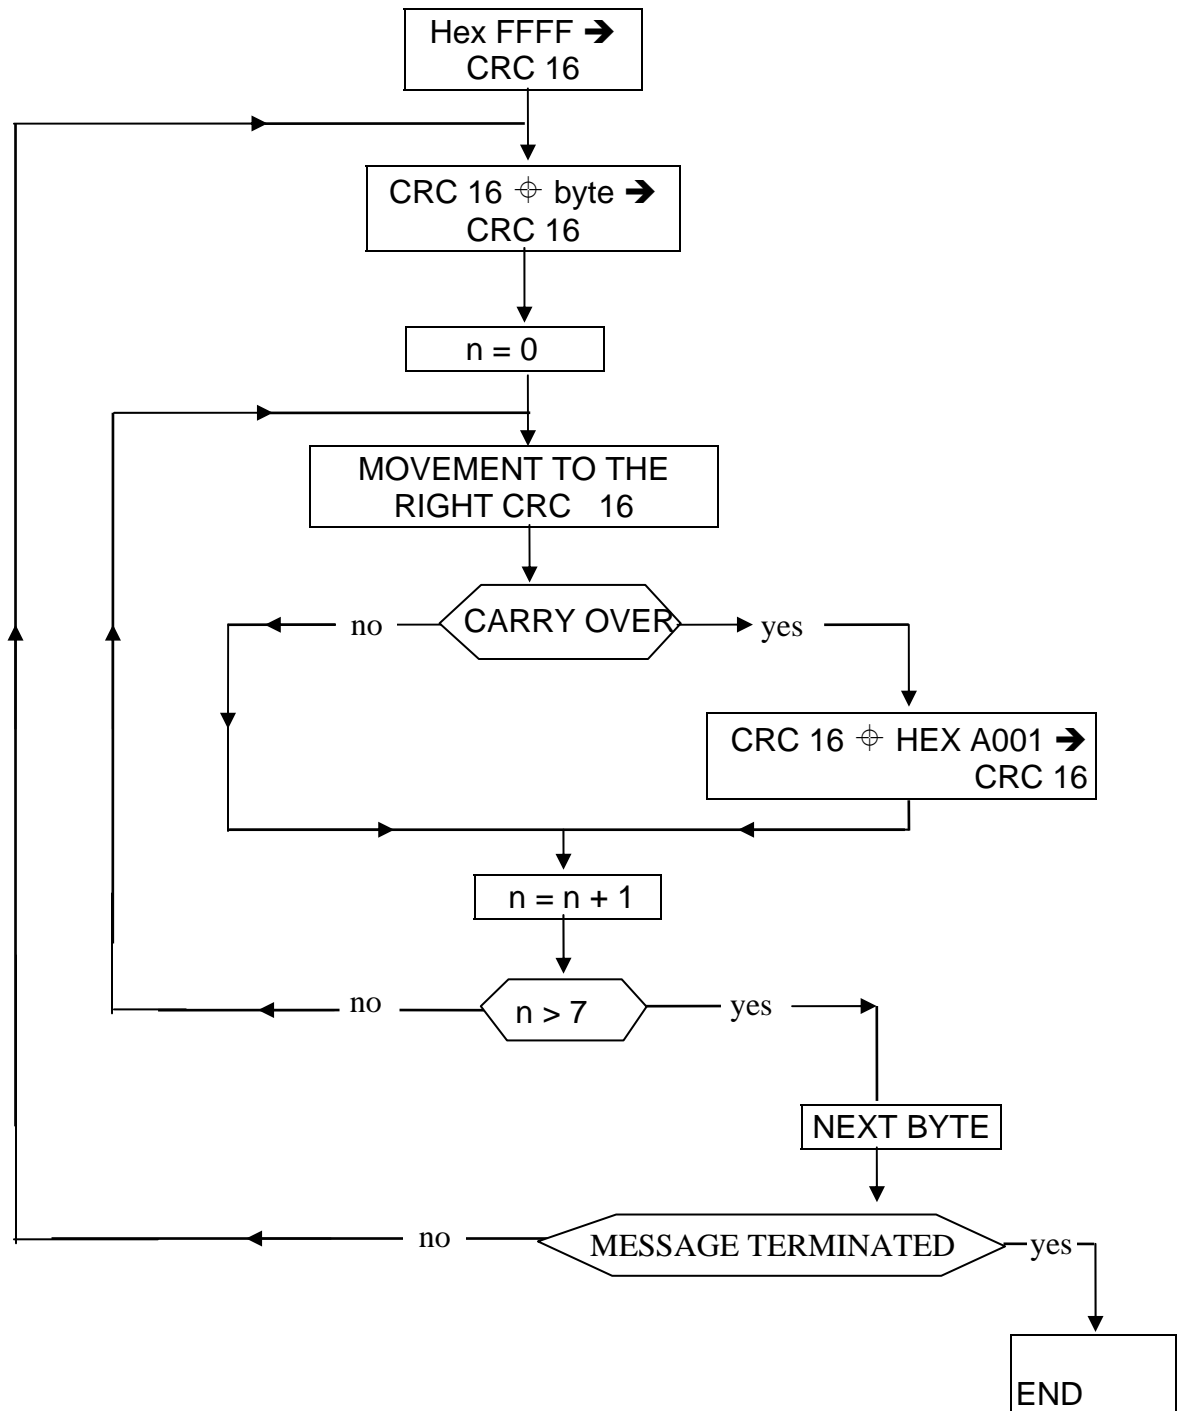 Hex FFFF ➔
CRC 16
CRC 16 ⌖ byte ➔
CRC 16
n = 0
MOVEMENT TO THE
RIGHT CRC 16
no
CARRY OVER
yes
CRC 16 ⌖ HEX A001 ➔
CRC 16
n = n + 1
no
n > 7
yes
NEXT BYTE
no
MESSAGE TERMINATED
yes
END